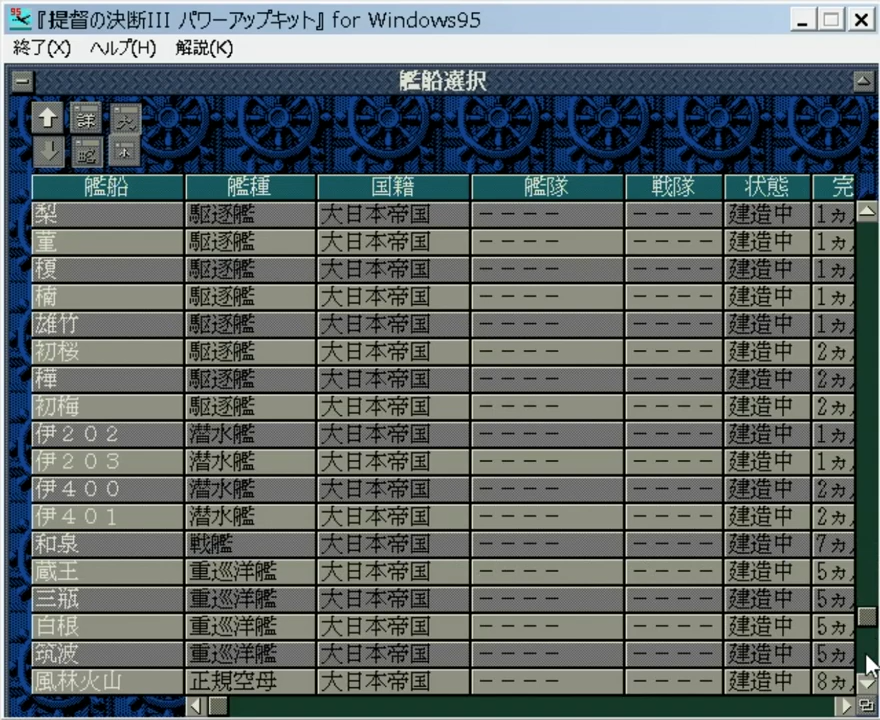 『提督の決断III パワーアップキット』 for Windows95
終了(X) ヘルプ(H) 解説(K)
艦船選択
詳 大
略 小
艦船 艦種 国籍 艦隊 戦隊 状態 完
梨 駆逐艦 大日本帝国 ーーーー ーーーー 建造中 1カ
菫 駆逐艦 大日本帝国 ーーーー ーーーー 建造中 1カ
榎 駆逐艦 大日本帝国 ーーーー ーーーー 建造中 1カ
楠 駆逐艦 大日本帝国 ーーーー ーーーー 建造中 1カ
雄竹 駆逐艦 大日本帝国 ーーーー ーーーー 建造中 1カ
初桜 駆逐艦 大日本帝国 ーーーー ーーーー 建造中 2カ
樺 駆逐艦 大日本帝国 ーーーー ーーーー 建造中 2カ
初梅 駆逐艦 大日本帝国 ーーーー ーーーー 建造中 2カ
伊202 潜水艦 大日本帝国 ーーーー ーーーー 建造中 1カ
伊203 潜水艦 大日本帝国 ーーーー ーーーー 建造中 1カ
伊400 潜水艦 大日本帝国 ーーーー ーーーー 建造中 2カ
伊401 潜水艦 大日本帝国 ーーーー ーーーー 建造中 2カ
和泉 戦艦 大日本帝国 ーーーー ーーーー 建造中 7カ
蔵王 重巡洋艦 大日本帝国 ーーーー ーーーー 建造中 5カ
三瓶 重巡洋艦 大日本帝国 ーーーー ーーーー 建造中 5カ
白根 重巡洋艦 大日本帝国 ーーーー ーーーー 建造中 5カ
筑波 重巡洋艦 大日本帝国 ーーーー ーーーー 建造中 5カ
風林火山 正規空母 大日本帝国 ーーーー ーーーー 建造中 8カ